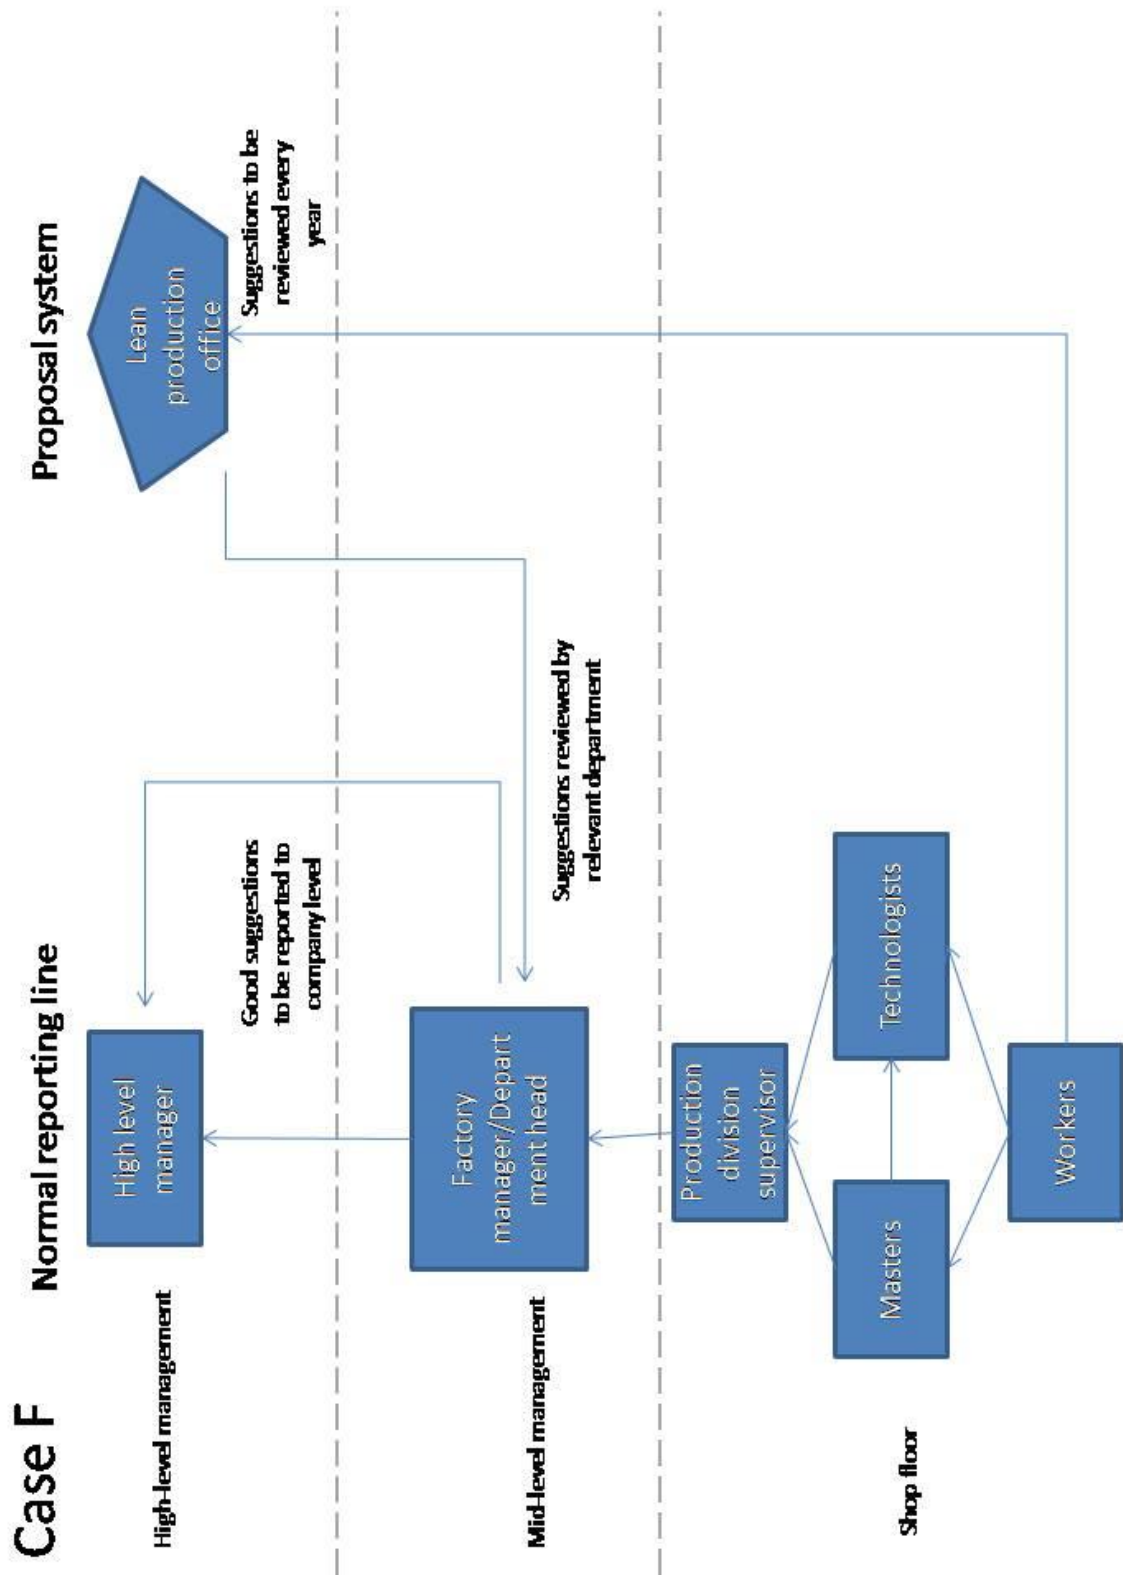 Case F
Normal reporting line
Proposal system
High-level management
High level
manager
Good suggestions
to be reported to
company level
Lean
production
office
Suggestions to be
reviewed every
year
Mid-level management
Factory
manager/Depart
ment head
Suggestions reviewed by
relevant department
Shop floor
Production
division
supervisor
Masters
Technologists
Workers